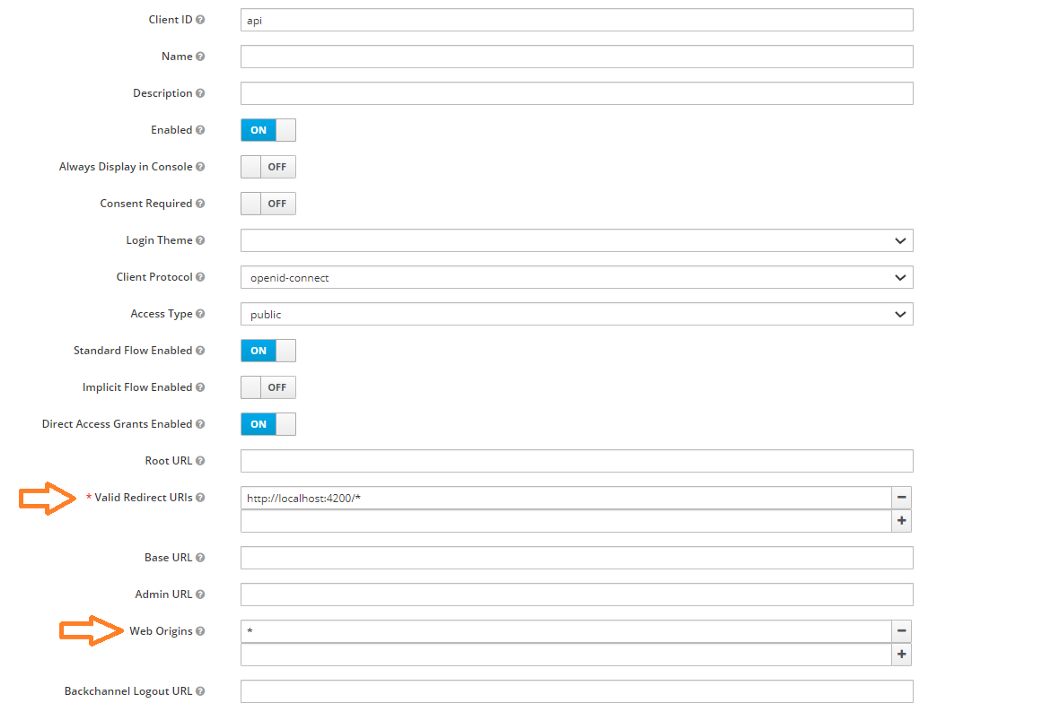 Client ID api
Name
Description
Enabled ON
Always Display in Console OFF
Consent Required OFF
Login Theme
Client Protocol openid-connect
Access Type public
Standard Flow Enabled ON
Implicit Flow Enabled OFF
Direct Access Grants Enabled ON
Root URL
* Valid Redirect URIs http://localhost:4200/*
Base URL
Admin URL
Web Origins *
Backchannel Logout URL